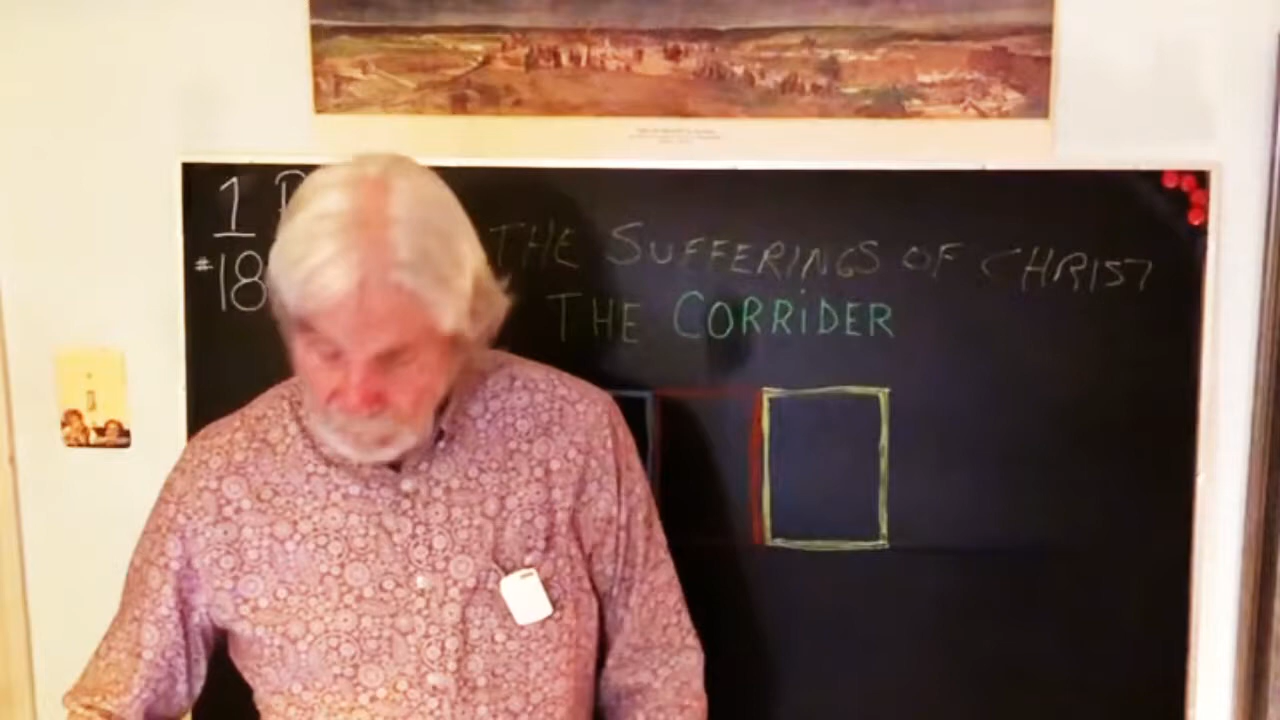 1
THE SUFFERINGS OF CHRIST
#18
THE CORRiDER